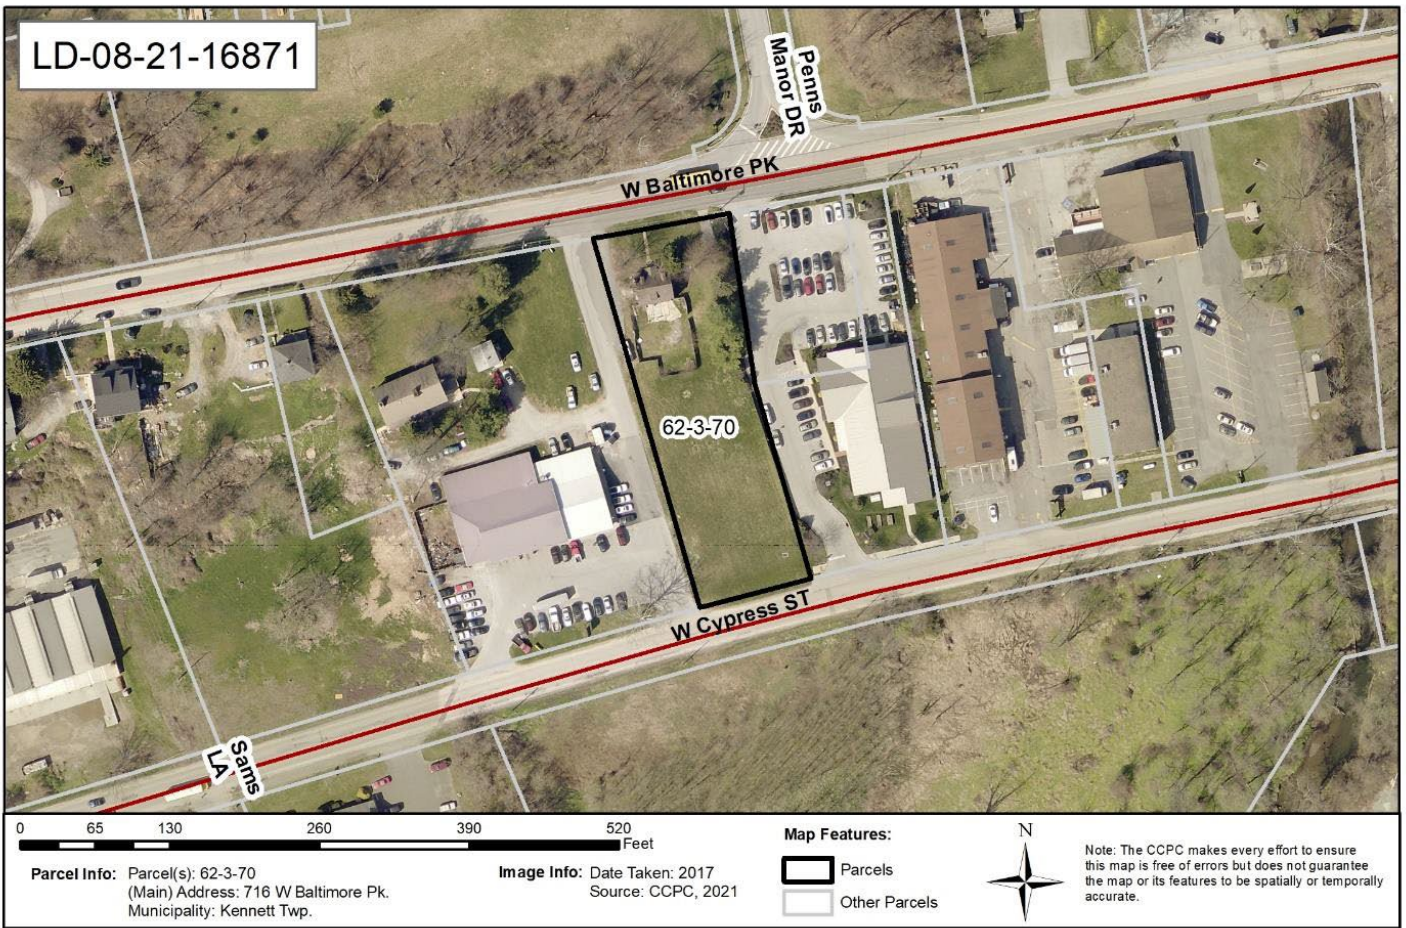 LD-08-21-16871
Penns
Manor DR
W Baltimore PK
62-3-70
W Cypress ST
Sams
LA
0 65 130 260 390 520
Feet
Parcel Info: Parcel(s): 62-3-70
(Main) Address: 716 W Baltimore Pk.
Municipality: Kennett Twp.
Image Info: Date Taken: 2017
Source: CCPC, 2021
Map Features:
Parcels
Other Parcels
N
Note: The CCPC makes every effort to ensure
this map is free of errors but does not guarantee
the map or its features to be spatially or temporally
accurate.